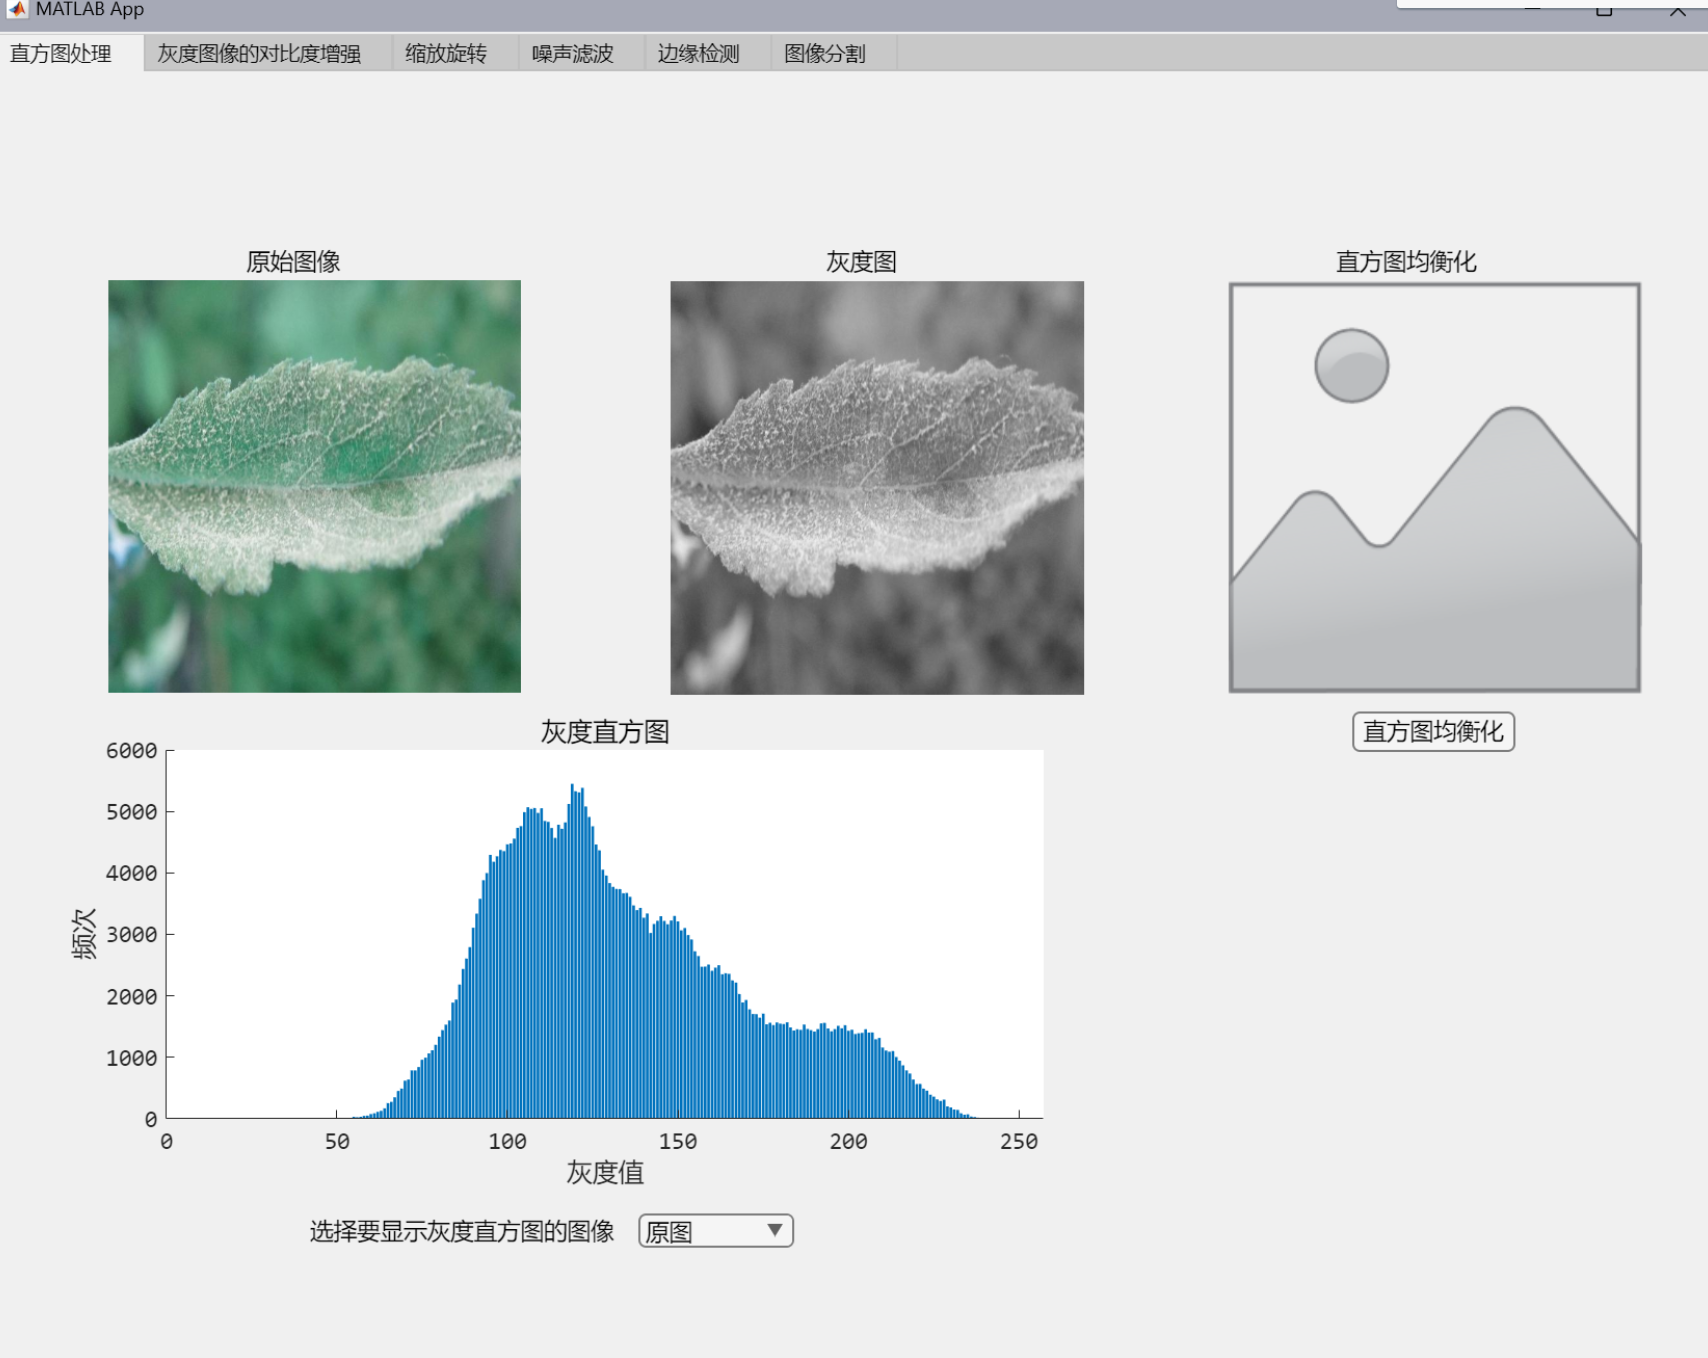 MATLAB App
直方图处理 灰度图像的对比度增强 缩放旋转 噪声滤波 边缘检测 图像分割
原始图像 灰度图 直方图均衡化
直方图均衡化
灰度直方图
6000
5000
4000
3000
2000
1000
0
频次
0 50 100 150 200 250
灰度值
选择要显示灰度直方图的图像 原图